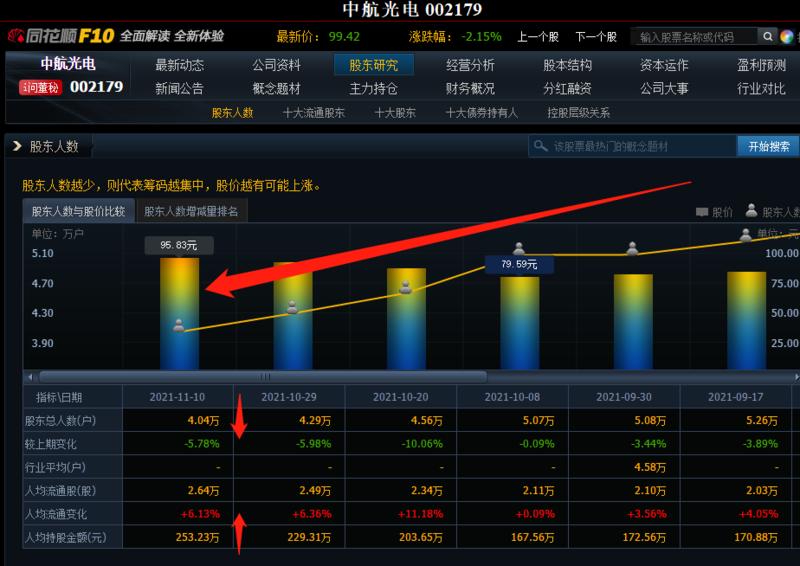 中航光电 002179
同花顺F10 全面解读 全新体验 最新价：99.42 涨跌幅：-2.15% 上一个股 下一个股 输入股票名称或代码
中航光电 最新动态 公司资料 股东研究 经营分析 股本结构 资本运作 盈利预测
问董秘 002179 新闻公告 概念题材 主力持仓 财务概况 分红融资 公司大事 行业对比
股东人数 十大流通股东 十大股东 十大债券持有人 控股层级关系
股东人数 该股票最热门的概念题材 开始搜索
股东人数越少，则代表筹码越集中，股价越有可能上涨。
股东人数与股价比较 股东人数增减量排名 股价 股东人数
单位：万户 单位：元
95.83元
5.10 100.00
79.59元
4.70 75.00
4.30 50.00
3.90 25.00
指标\日期 2021-11-10 2021-10-29 2021-10-20 2021-10-08 2021-09-30 2021-09-17
股东总人数(户) 4.04万 4.29万 4.56万 5.07万 5.08万 5.26万
较上期变化 -5.78% -5.98% -10.06% -0.09% -3.44% -3.89%
行业平均(户) - - - - 4.58万 -
人均流通股(股) 2.64万 2.49万 2.34万 2.11万 2.10万 2.03万
人均流通变化 +6.13% +6.36% +11.18% +0.09% +3.56% +4.05%
人均持股金额(元) 253.23万 229.31万 203.65万 167.56万 172.56万 170.88万